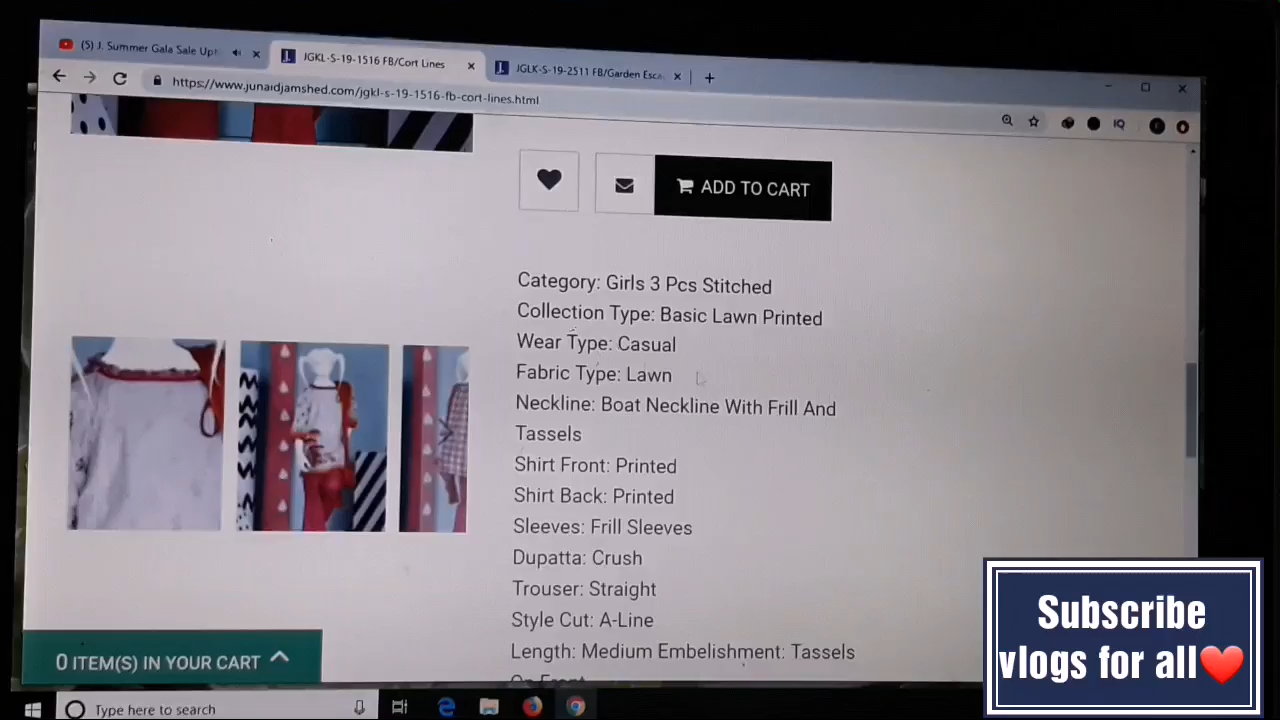 (5) J. Summer Gala Sale Upt
JGKL-S-19-1516 FB/Cort Lines
JGLK-S-19-2511 FB/Garden Esca
https://www.junaidjamshed.com/jgkl-s-19-1516-fb-cort-lines.html
IQ
ADD TO CART
Category: Girls 3 Pcs Stitched
Collection Type: Basic Lawn Printed
Wear Type: Casual
Fabric Type: Lawn
Neckline: Boat Neckline With Frill And
Tassels
Shirt Front: Printed
Shirt Back: Printed
Sleeves: Frill Sleeves
Dupatta: Crush
Trouser: Straight
Style Cut: A-Line
Length: Medium Embelishment: Tassels
On Front
0 ITEM(S) IN YOUR CART
Type here to search
Subscribe
vlogs for all❤️